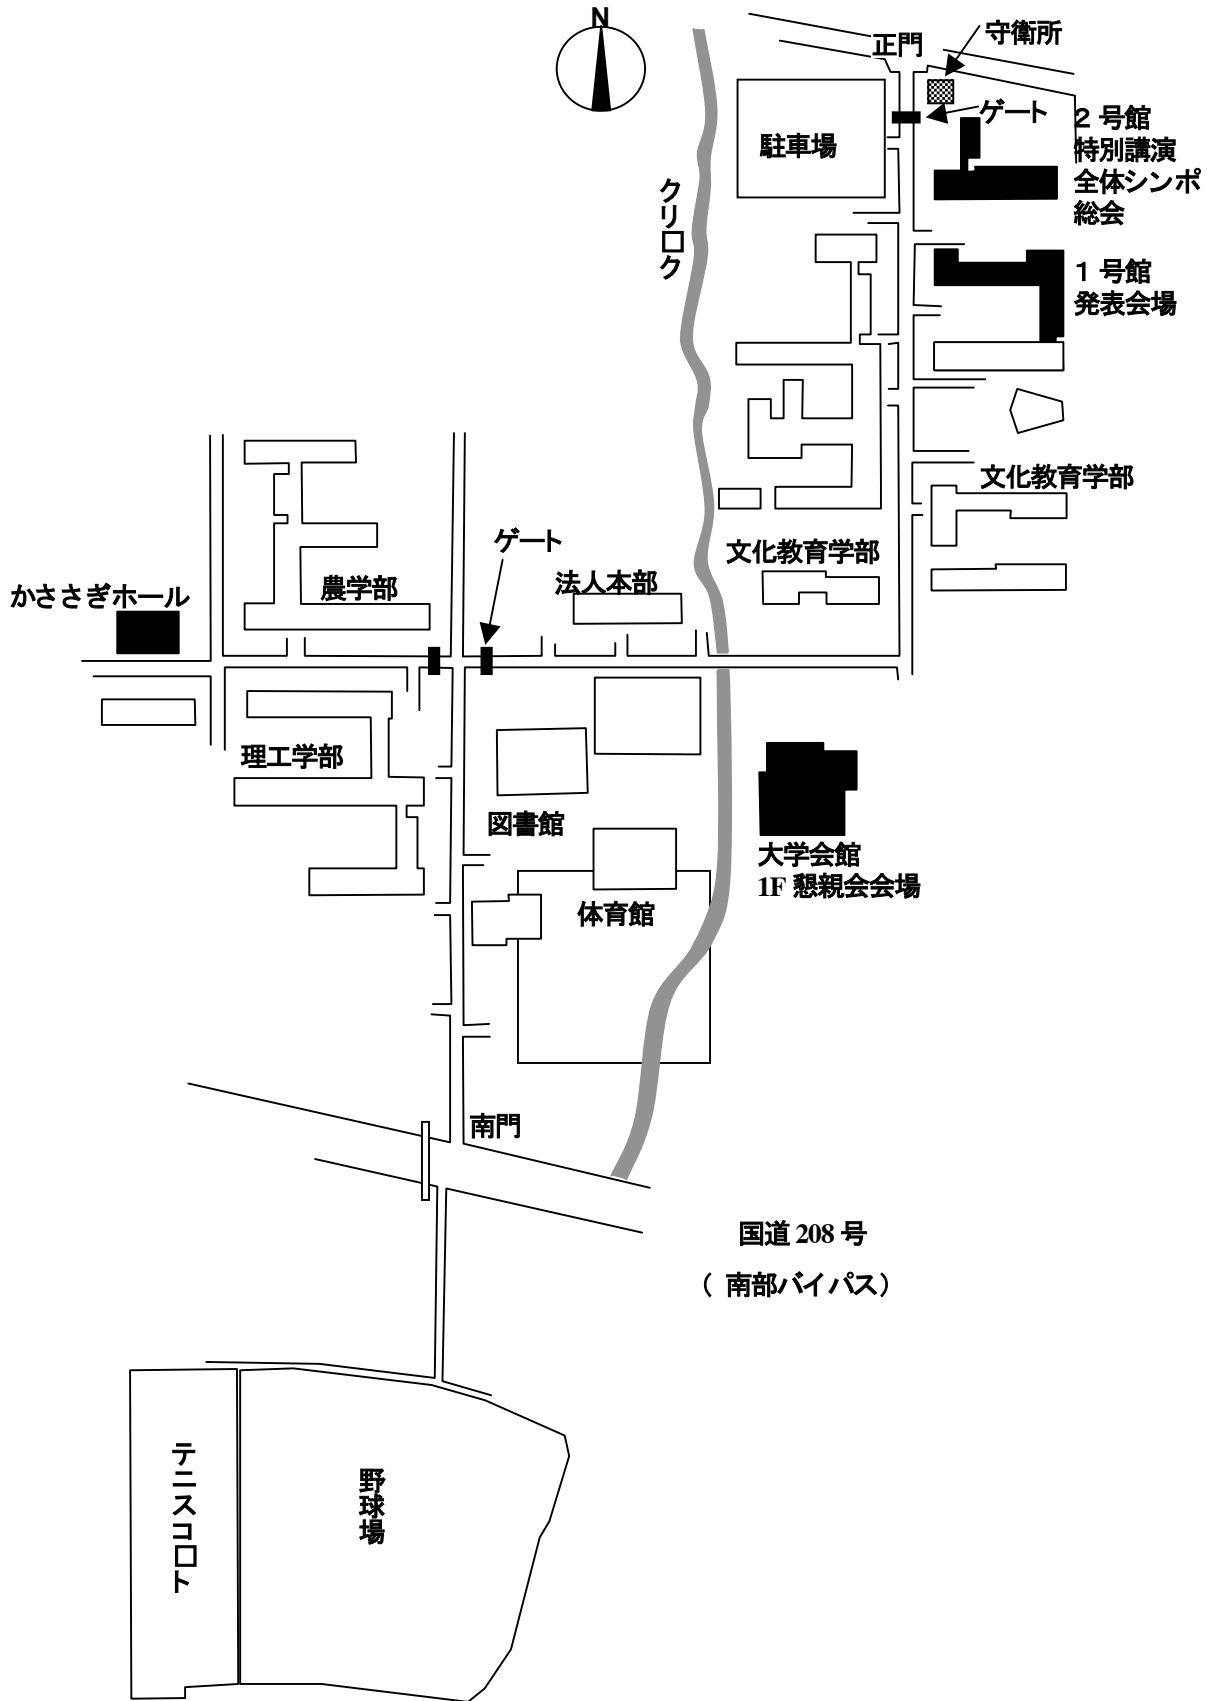 N
正門
守衛所
ゲート
駐車場
２号館
特別講演
全体シンポ
総会
クリ口ク
１号館
発表会場
文化教育学部
ゲート
文化教育学部
法人本部
農学部
かささぎホール
理工学部
図書館
大学会館
1F 懇親会会場
体育館
南門
国道 208 号
（ 南部バイパス）
テニスコ口ト
野球場